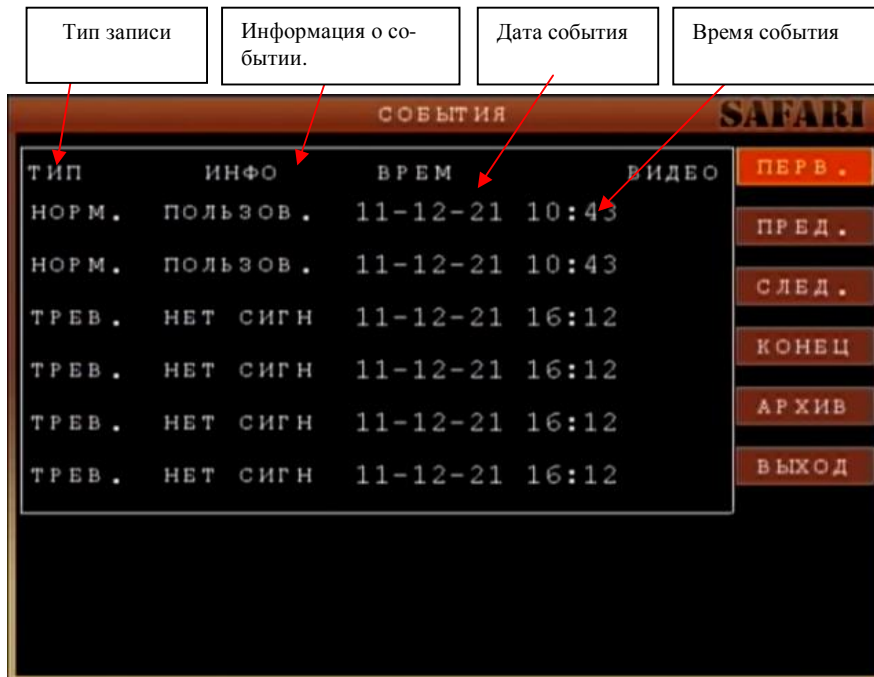 Тип записи
Информация о со-
бытии.
Дата события
Время события
СОБЫТИЯ
SAFARI
ТИП ИНФО ВРЕМ ВИДЕО
НОРМ. ПОЛЬЗОВ. 11-12-21 10:43
НОРМ. ПОЛЬЗОВ. 11-12-21 10:43
ТРЕВ. НЕТ СИГН 11-12-21 16:12
ТРЕВ. НЕТ СИГН 11-12-21 16:12
ТРЕВ. НЕТ СИГН 11-12-21 16:12
ТРЕВ. НЕТ СИГН 11-12-21 16:12
ПЕРВ.
ПРЕД.
СЛЕД.
КОНЕЦ
АРХИВ
ВЫХОД